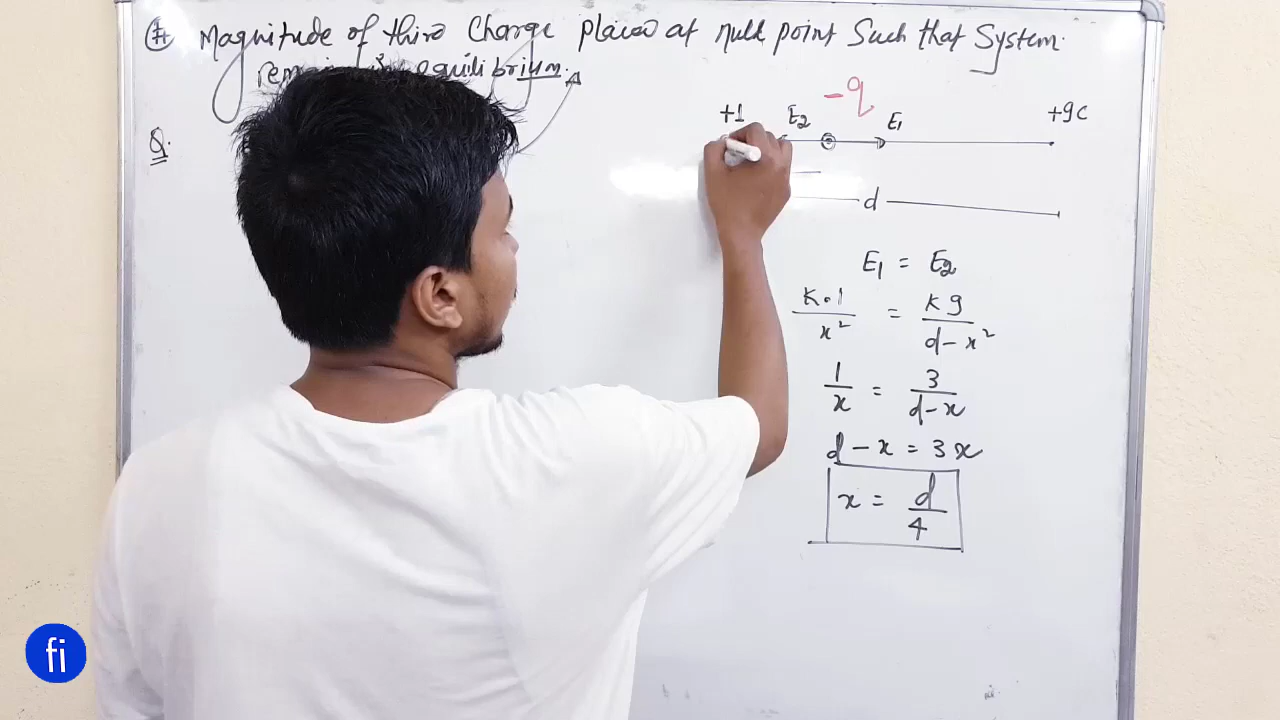 # Magnitude of third Charge placed at null point Such that System
equilibrium.
Q.
-q
+1 E2 E1 +9C
d
E1 = E2
K.1/x² = K9/d-x²
1/x = 3/d-x
d - x = 3x
x = d/4
fi